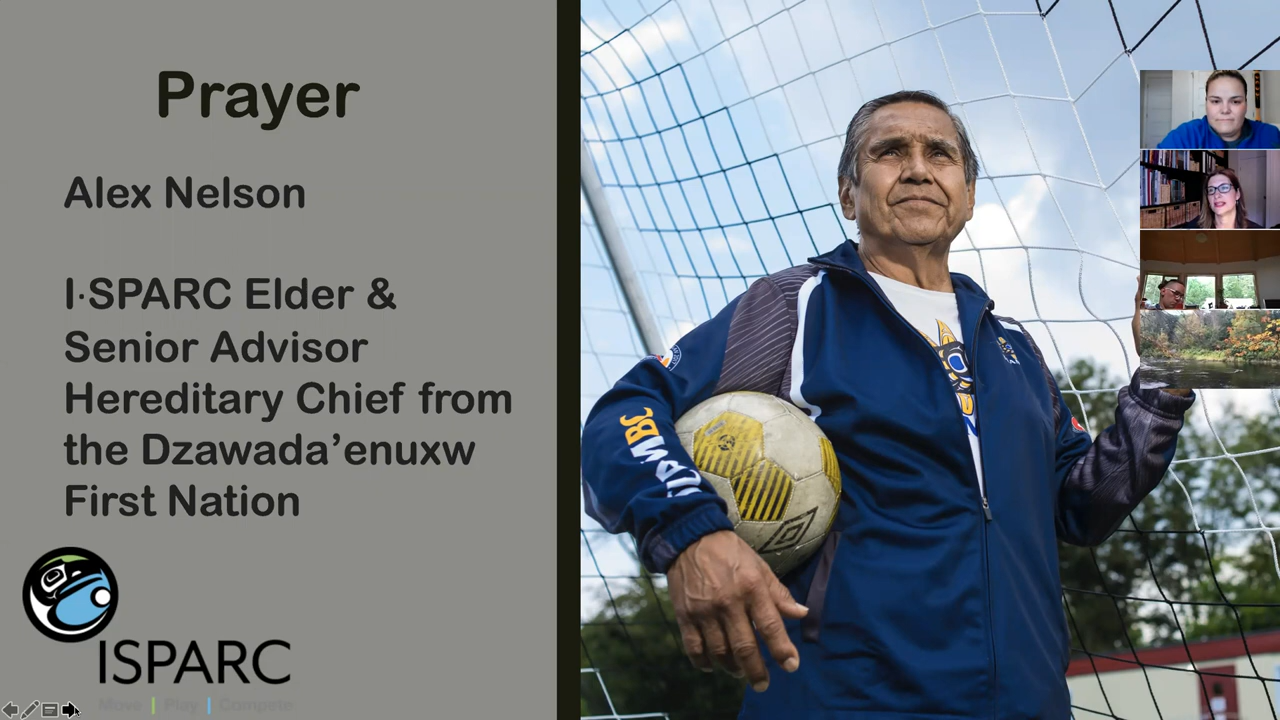 Prayer
Alex Nelson
I·SPARC Elder &
Senior Advisor
Hereditary Chief from
the Dzawada’enuxw
First Nation
ISPARC
Move | Play | Compete
BC